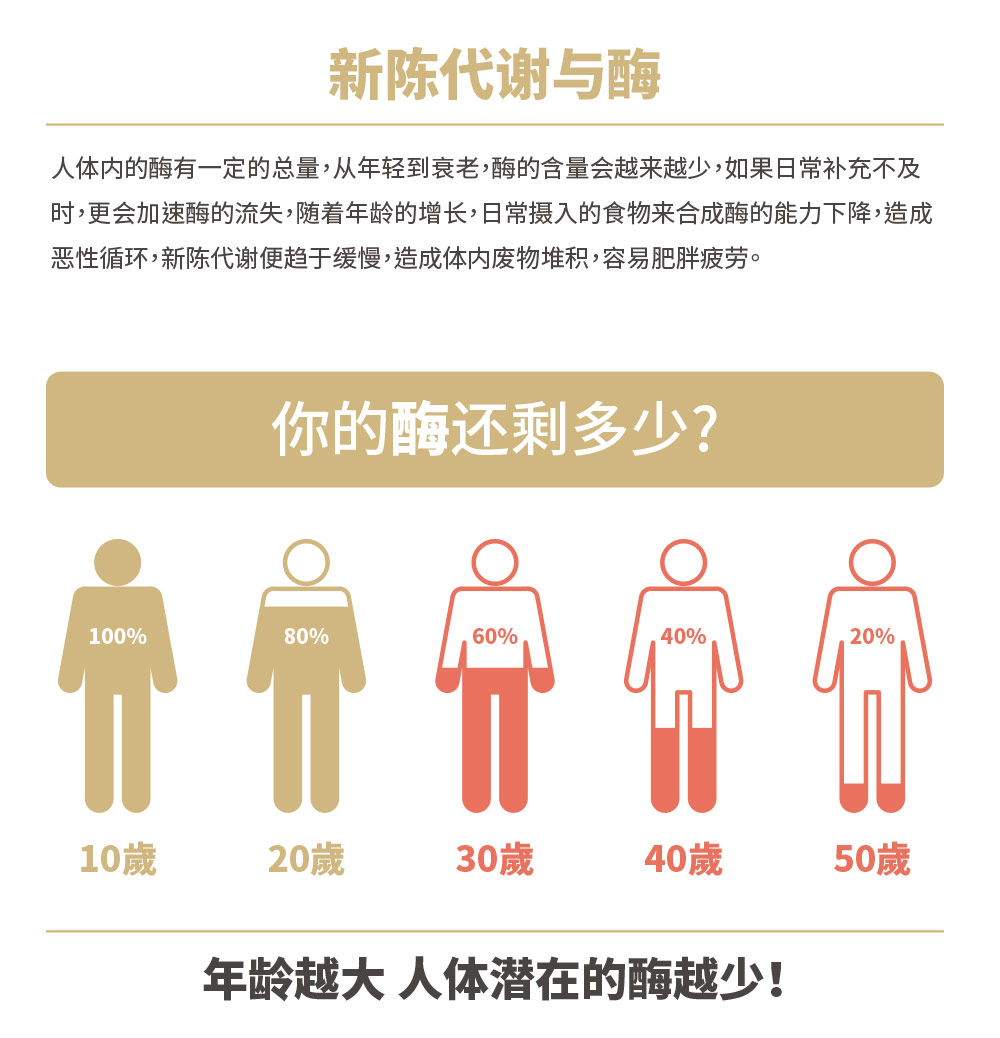 新陈代谢与酶
人体内的酶有一定的总量,从年轻到衰老,酶的含量会越来越少,如果日常补充不及
时,更会加速酶的流失,随着年龄的增长,日常摄入的食物来合成酶的能力下降,造成
恶性循环,新陈代谢便趋于缓慢,造成体内废物堆积,容易肥胖疲劳。
你的酶还剩多少?
100% 80% 60% 40% 20%
10歲 20歲 30歲 40歲 50歲
年龄越大 人体潜在的酶越少!